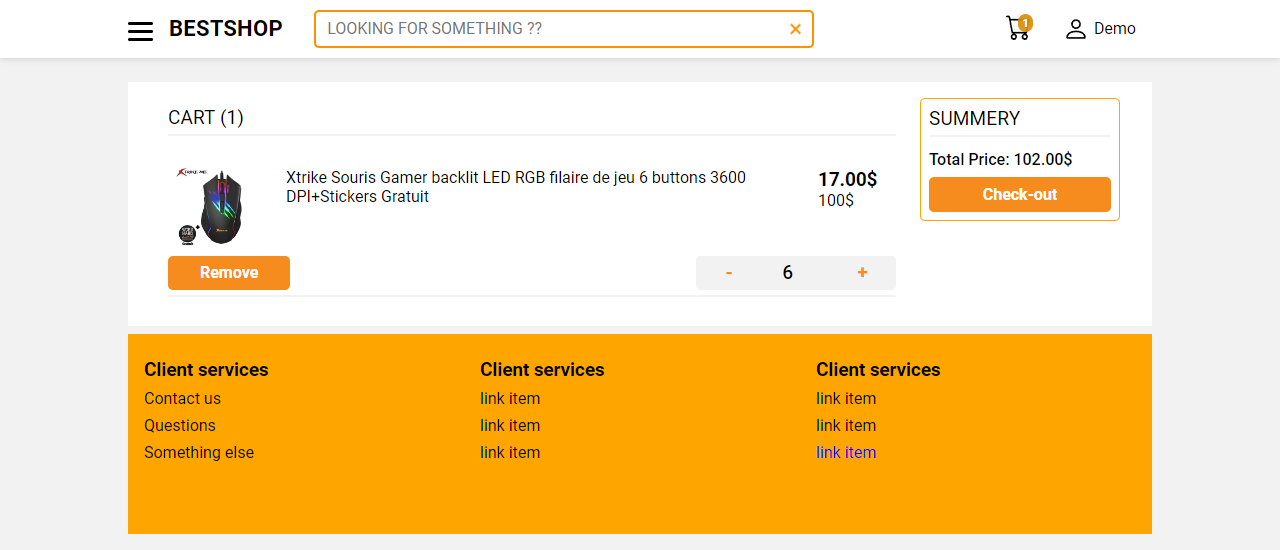 BESTSHOP
LOOKING FOR SOMETHING ??
×
1
Demo
CART (1)
Xtrike Souris Gamer backlit LED RGB filaire de jeu 6 buttons 3600
DPI+Stickers Gratuit
17.00$
100$
Remove
- 6 +
SUMMERY
Total Price: 102.00$
Check-out
Client services
Contact us
Questions
Something else
Client services
link item
link item
link item
Client services
link item
link item
link item